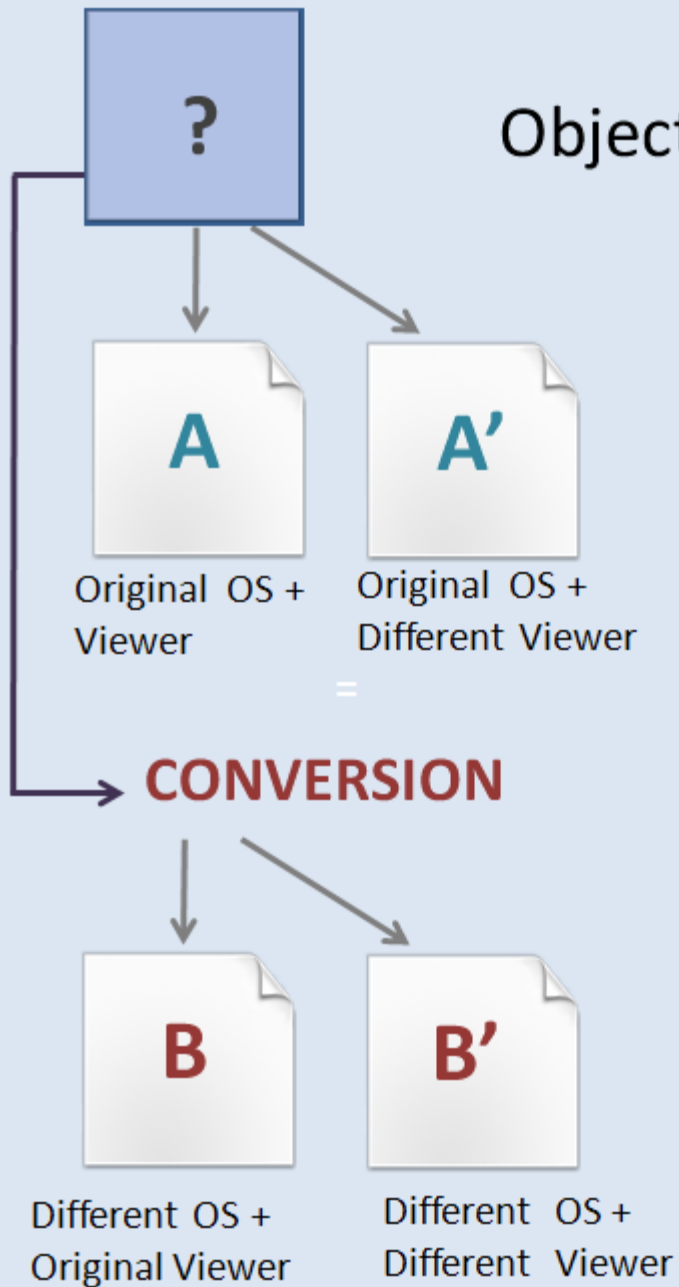 ?
Object
A
A’
Original OS +
Viewer
Original OS +
Different Viewer
=
CONVERSION
B
B’
Different OS +
Original Viewer
Different OS +
Different Viewer